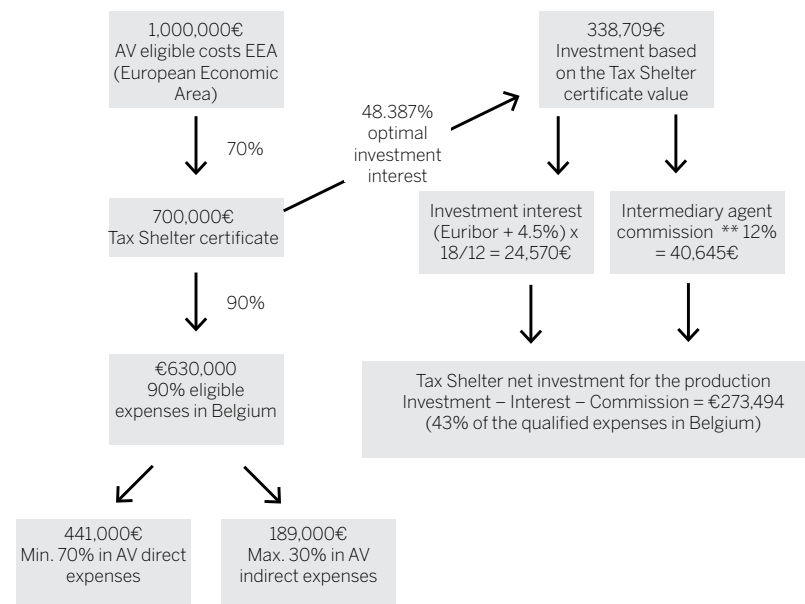 1,000,000€
AV eligible costs EEA
(European Economic
Area)
70%
700,000€
Tax Shelter certificate
90%
€630,000
90% eligible
expenses in Belgium
441,000€
Min. 70% in AV direct
expenses
189,000€
Max. 30% in AV
indirect expenses
48.387%
optimal
investment
interest
338,709€
Investment based
on the Tax Shelter
certificate value
Investment interest
(Euribor + 4.5%) x
18/12 = 24,570€
Intermediary agent
commission ** 12%
= 40,645€
Tax Shelter net investment for the production
Investment – Interest – Commission = €273,494
(43% of the qualified expenses in Belgium)